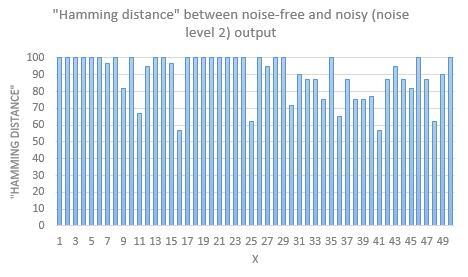 "Hamming distance" between noise-free and noisy (noise
level 2) output
100
90
80
70
60
50
40
30
20
10
0
"HAMMING DISTANCE"
1 3 5 7 9 11 13 15 17 19 21 23 25 27 29 31 33 35 37 39 41 43 45 47 49
X